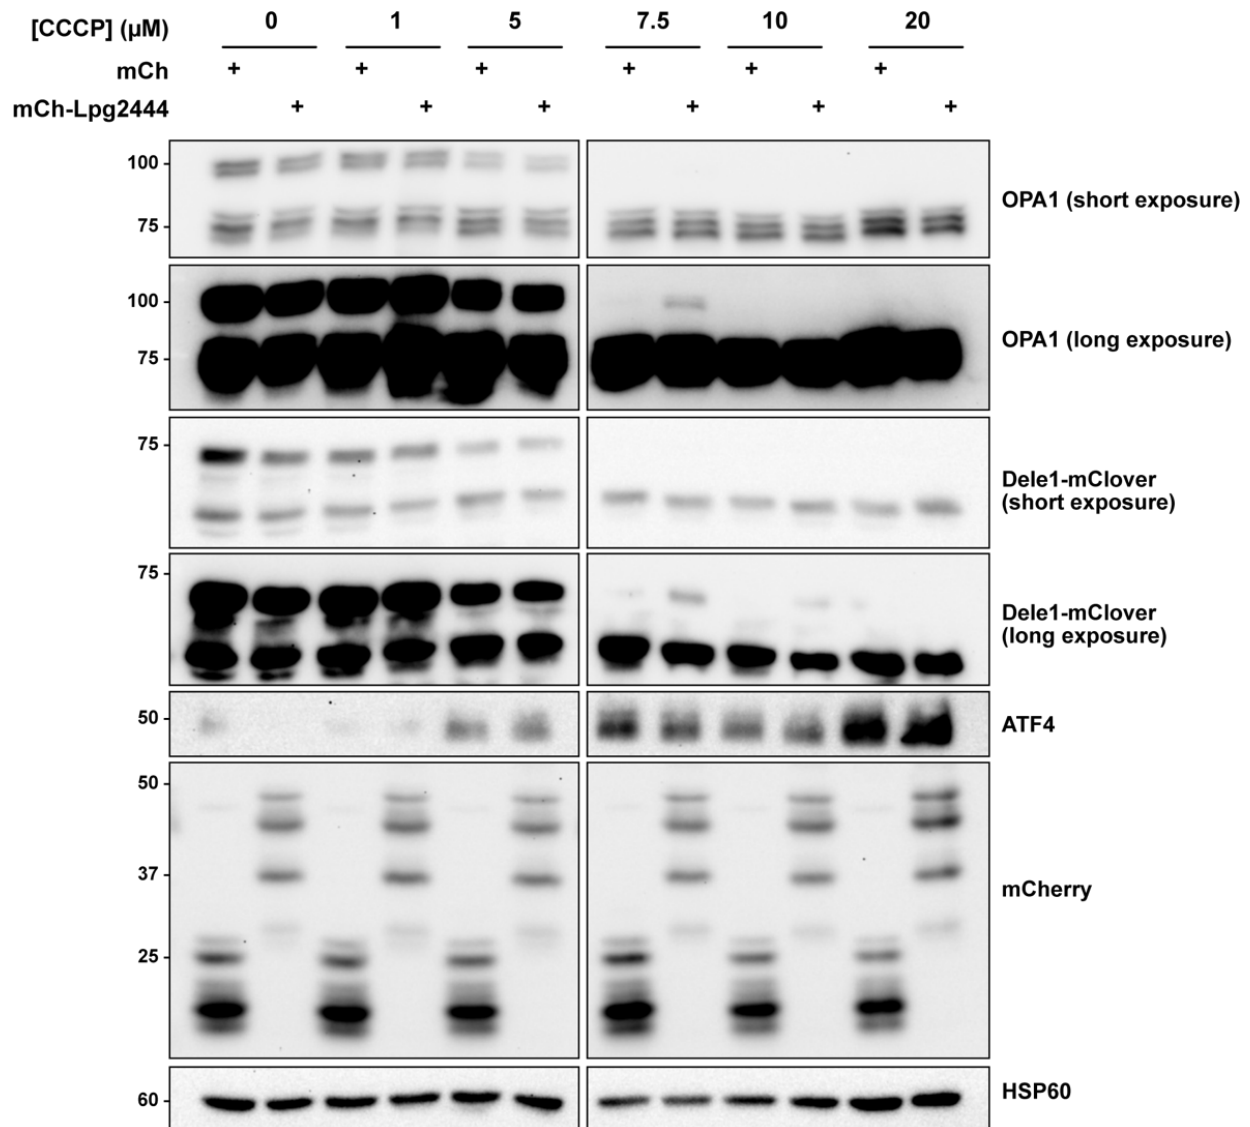 [CCCP] (µM) 0 1 5 7.5 10 20
mCh + + + + + +
mCh-Lpg2444 + + + + + +
100
75
OPA1 (short exposure)
100
75
OPA1 (long exposure)
75
Dele1-mClover
(short exposure)
75
Dele1-mClover
(long exposure)
50
ATF4
50
37
25
mCherry
60
HSP60